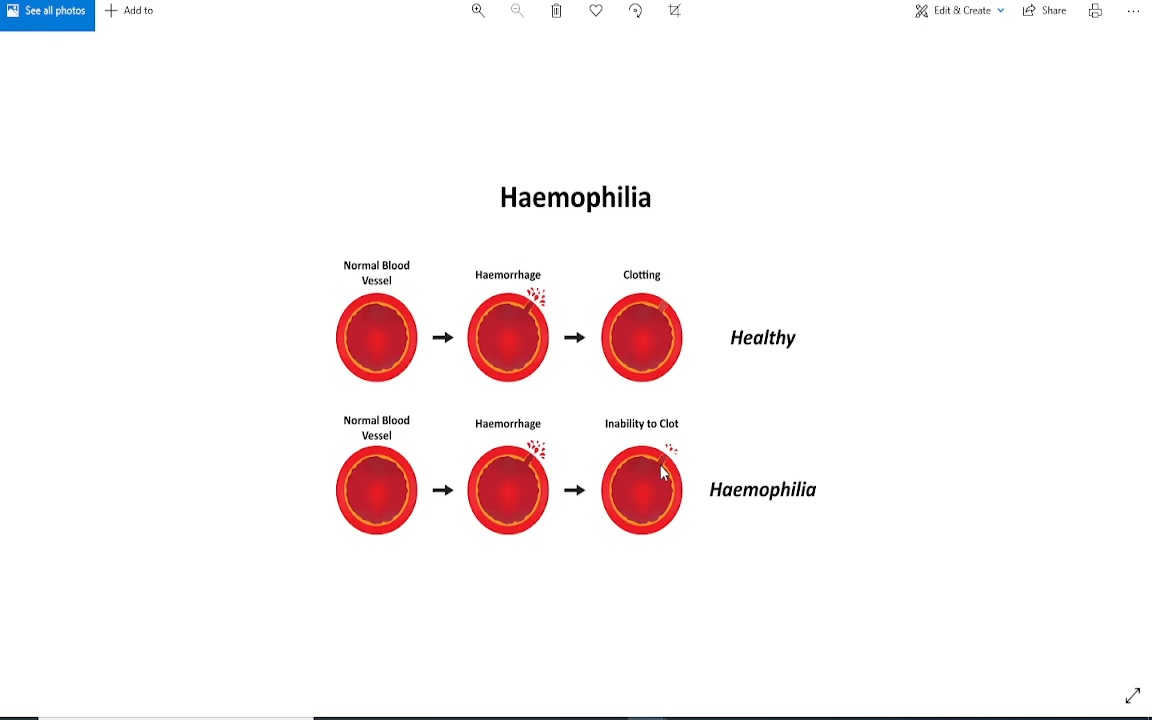 See all photos
Add to
Edit & Create
Share
Haemophilia
Normal Blood
Vessel
Haemorrhage
Clotting
Healthy
Normal Blood
Vessel
Haemorrhage
Inability to Clot
Haemophilia